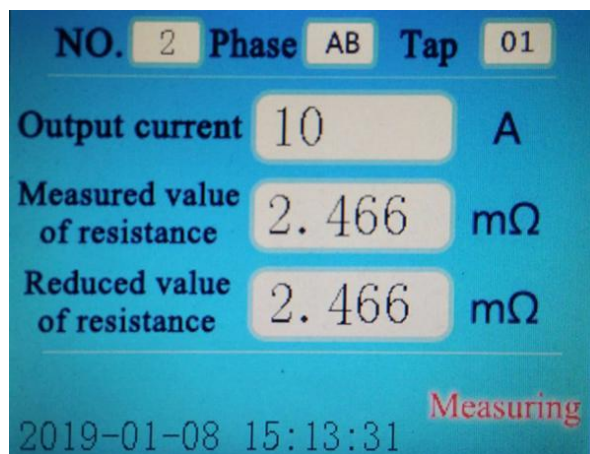 NO. 2 Phase AB Tap 01
Output current 10 A
Measured value
of resistance 2.466 mΩ
Reduced value
of resistance 2.466 mΩ
Measuring
2019-01-08 15:13:31